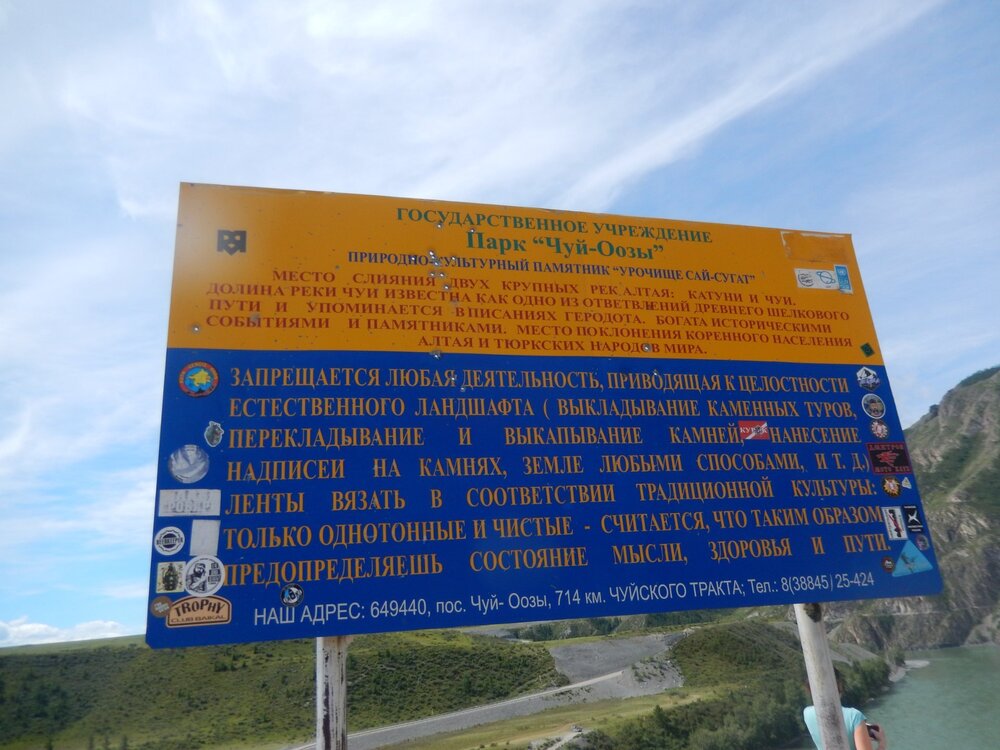 ГОСУДАРСТВЕННОЕ УЧРЕЖДЕНИЕ
Парк “Чуй-Оозы”
ПРИРОДНО-КУЛЬТУРНЫЙ ПАМЯТНИК “УРОЧИЩЕ САЙ-СУГАТ”
МЕСТО СЛИЯНИЯ ДВУХ КРУПНЫХ РЕК АЛТАЯ: КАТУНИ И ЧУИ.
ДОЛИНА РЕКИ ЧУИ ИЗВЕСТНА КАК ОДНО ИЗ ОТВЕТВЛЕНИЙ ДРЕВНЕГО ШЕЛКОВОГО
ПУТИ И УПОМИНАЕТСЯ В ПИСАНИЯХ ГЕРОДОТА. БОГАТА ИСТОРИЧЕСКИМИ
СОБЫТИЯМИ И ПАМЯТНИКАМИ. МЕСТО ПОКЛОНЕНИЯ КОРЕННОГО НАСЕЛЕНИЯ
АЛТАЯ И ТЮРКСКИХ НАРОДОВ МИРА.
ЗАПРЕЩАЕТСЯ ЛЮБАЯ ДЕЯТЕЛЬНОСТЬ, ПРИВОДЯЩАЯ К ЦЕЛОСТНОСТИ
ЕСТЕСТВЕННОГО ЛАНДШАФТА ( ВЫКЛАДЫВАНИЕ КАМЕННЫХ ТУРОВ,
ПЕРЕКЛАДЫВАНИЕ И ВЫКАПЫВАНИЕ КАМНЕЙ, НАНЕСЕНИЕ
НАДПИСЕЙ НА КАМНЯХ, ЗЕМЛЕ ЛЮБЫМИ СПОСОБАМИ, И Т. Д.)
ЛЕНТЫ ВЯЗАТЬ В СООТВЕТСТВИИ ТРАДИЦИОННОЙ КУЛЬТУРЫ:
ТОЛЬКО ОДНОТОННЫЕ И ЧИСТЫЕ - СЧИТАЕТСЯ, ЧТО ТАКИМ ОБРАЗОМ
ПРЕДОПРЕДЕЛЯЕШЬ СОСТОЯНИЕ МЫСЛИ, ЗДОРОВЬЯ И ПУТИ.
НАШ АДРЕС: 649440, пос. Чуй- Оозы, 714 км. ЧУЙСКОГО ТРАКТА; Тел.: 8(38845) 25-424
TROPHY
CLUB BAIKAL